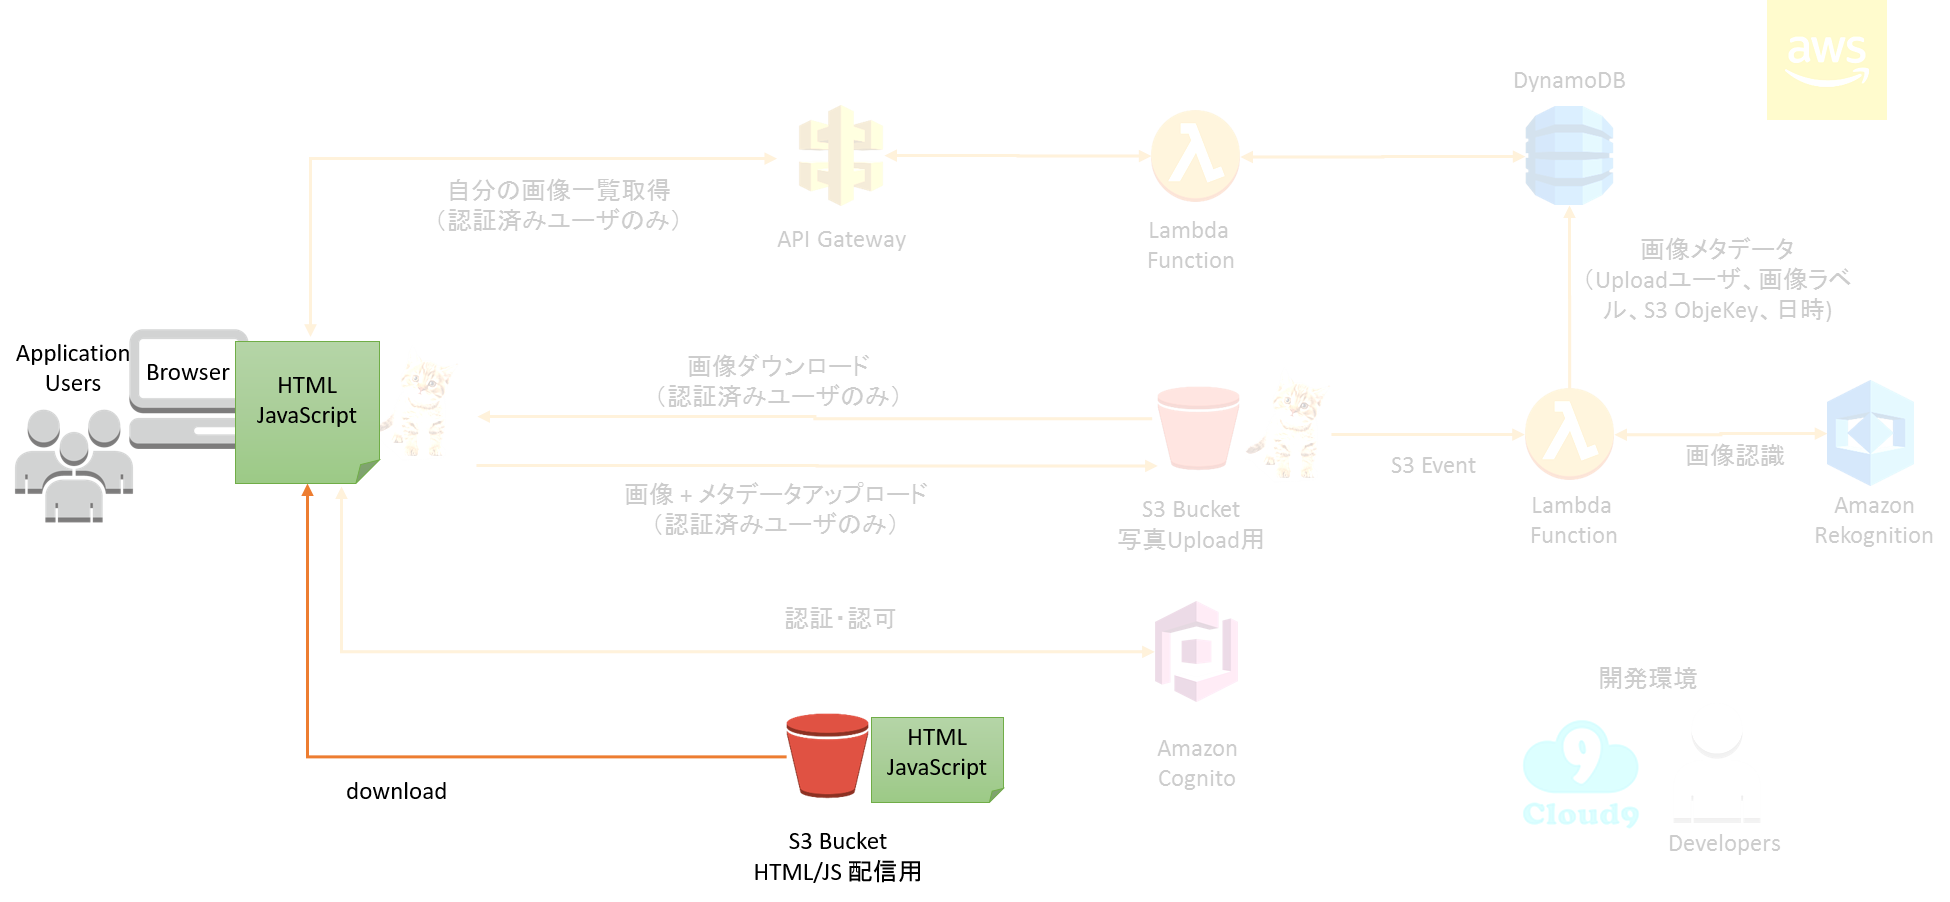 aws
DynamoDB
自分の画像一覧取得
（認証済みユーザのみ）
API Gateway
Lambda
Function
画像メタデータ
（Uploadユーザ、画像ラベ
ル、S3 ObjeKey、日時)
Application
Users
Browser
HTML
JavaScript
画像ダウンロード
（認証済みユーザのみ）
画像 + メタデータアップロード
（認証済みユーザのみ）
S3 Bucket
写真Upload用
S3 Event
Lambda
Function
画像認識
Amazon
Rekognition
認証・認可
Amazon
Cognito
download
HTML
JavaScript
S3 Bucket
HTML/JS 配信用
開発環境
9
Cloud9
Developers